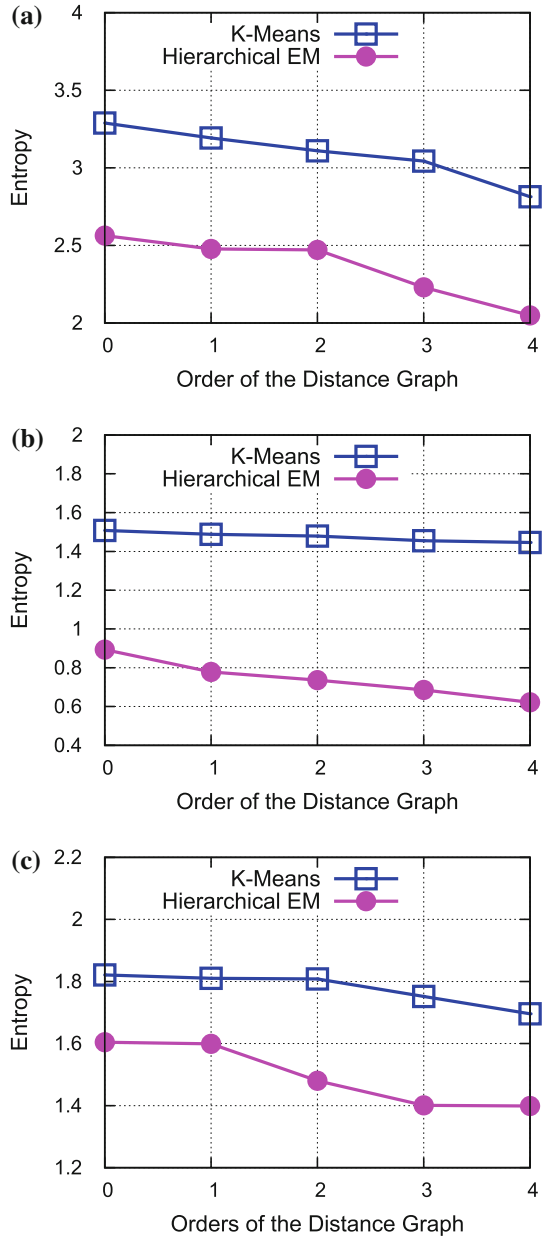 (a)
4
3.5
3
2.5
2
Entropy
K-Means
Hierarchical EM
0 1 2 3 4
Order of the Distance Graph
(b)
2
1.8
1.6
1.4
1.2
1
0.8
0.6
0.4
Entropy
K-Means
Hierarchical EM
0 1 2 3 4
Order of the Distance Graph
(c)
2.2
2
1.8
1.6
1.4
1.2
Entropy
K-Means
Hierarchical EM
0 1 2 3 4
Orders of the Distance Graph